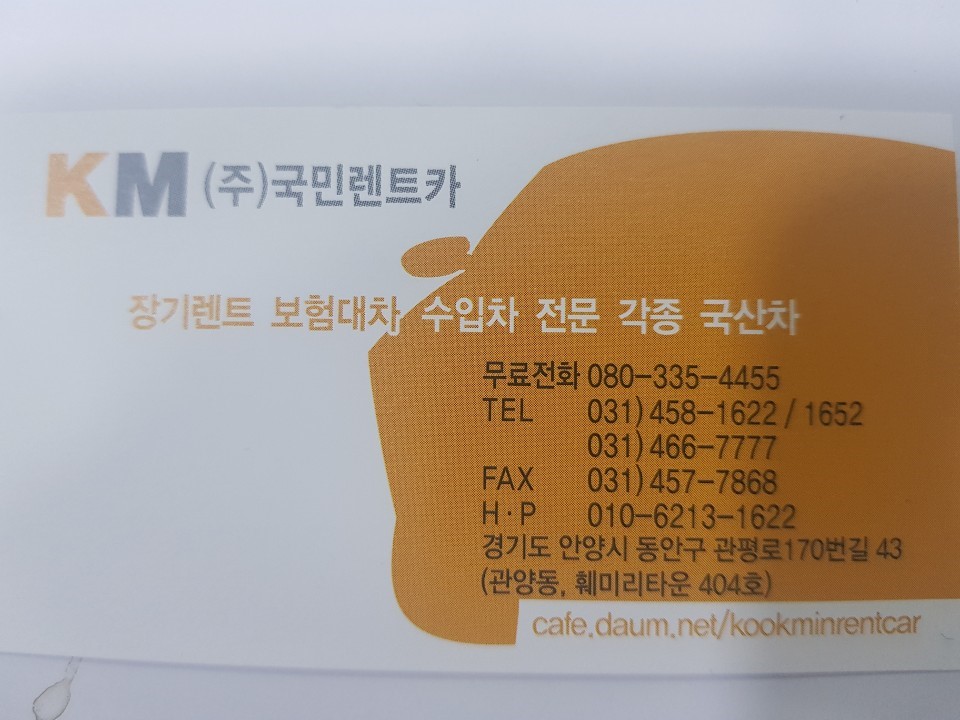 KM (주)국민렌트카
장기렌트 보험대차 수입차 전문 각종 국산차
무료전화 080-335-4455
TEL 031) 458-1622 / 1652
031) 466-7777
FAX 031) 457-7868
H·P 010-6213-1622
경기도 안양시 동안구 관평로170번길 43
(관양동, 훼미리타운 404호)
cafe.daum.net/kookminrentcar